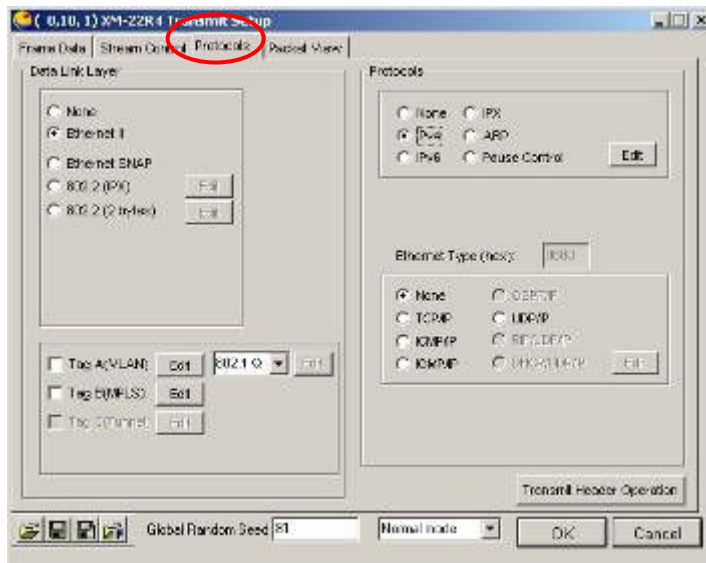 ( 0,10, 1) XM-22R4 Transmit Setup
Frame Data Stream Control Protocols Packet View
Data Link Layer
None
Ethernet II
Ethernet SNAP
802.2 (IPX) Edit
802.2 (2 bytes) Edit
Tag A(VLAN) Edit 802.1 Q Edit
Tag B(MPLS) Edit
Tag C(Tunnel) Edit
Protocols
None IPX
IPv4 ARP
IPv6 Pause Control Edit
Ethernet Type (hex):
None
TCP/IP UDP/IP
ICMP/IP
IGMP/IP Edit
Transmit Header Operation
Global Random Seed 81 Normal mode OK Cancel